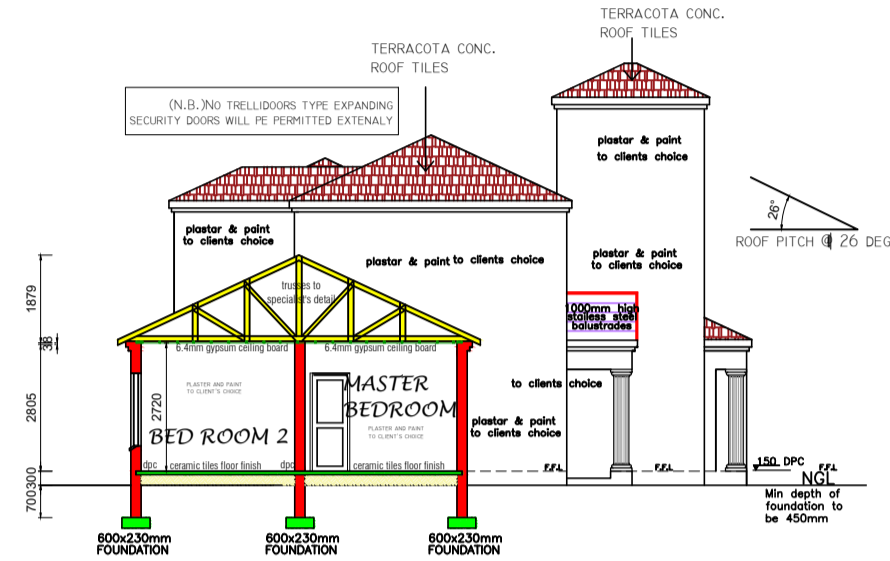 TERRACOTA CONC.
ROOF TILES
TERRACOTA CONC.
ROOF TILES
(N.B.)NO TRELLIDOORS TYPE EXPANDING
SECURITY DOORS WILL PE PERMITTED EXTENALY
plastar & paint
to clients choice
26°
ROOF PITCH @ 26 DEG
plastar & paint
to clients choice
plastar & paint to clients choice
plastar & paint
to clients choice
trusses to
specialist's detail
1879
1000mm high
stailess steel
balustrades
38
6.4mm gypsum ceiling board
6.4mm gypsum ceiling board
PLASTER AND PAINT
TO CLIENT'S CHOICE
MASTER
BEDROOM
to clients choice
2805
2720
BED ROOM 2
PLASTER AND PAINT
TO CLIENT'S CHOICE
plastar & paint
to clients choice
dpc
ceramic tiles floor finish
dpc
ceramic tiles floor finish
F.F.L
F.F.L
150 DPC
F.F.L
NGL
300
700
Min depth of
foundation to
be 450mm
600x230mm
FOUNDATION
600x230mm
FOUNDATION
600x230mm
FOUNDATION